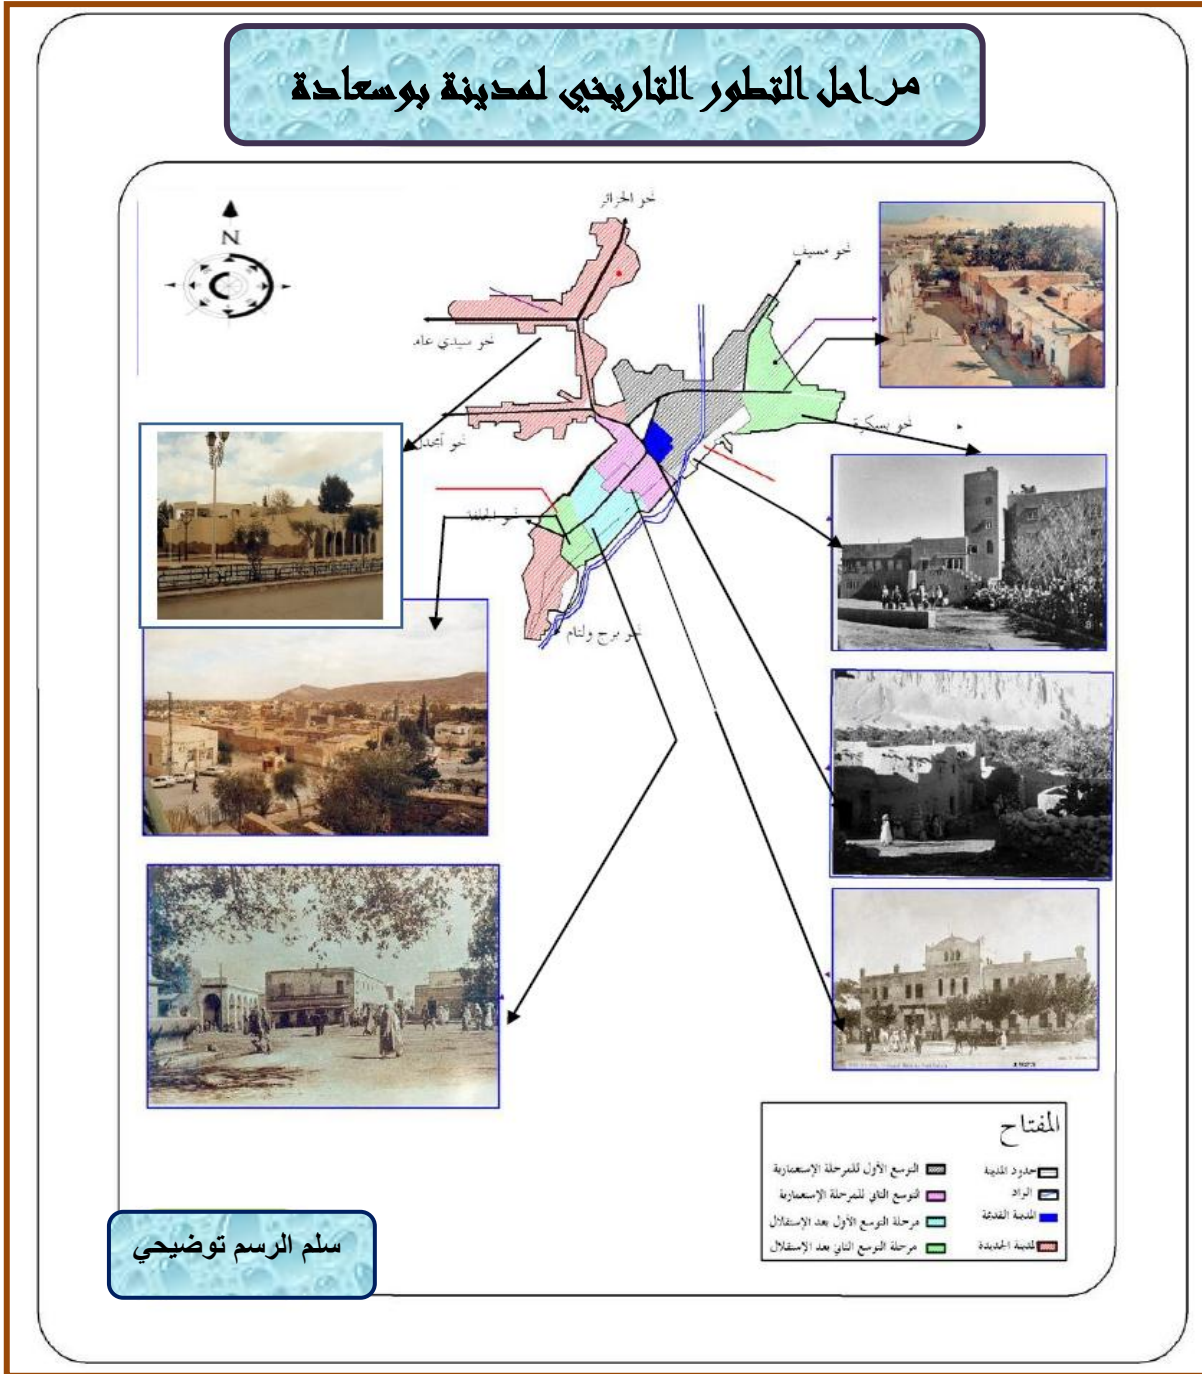 مراحل التطور التاريخي لمدينة بوسعادة
N
نحو الجزائر
نحو مسيف
نحو سيدي عامر
نحو أمجدل
نحو بسكرة
نحو الجلفة
نحو برج ولتام
المفتاح
حدود المدينة
التوسع الأول للمرحلة الإستعمارية
الواد
التوسع الثاني للمرحلة الإستعمارية
المدينة القديمة
مرحلة التوسع الأول بعد الإستقلال
المدينة الجديدة
مرحلة التوسع الثاني بعد الإستقلال
سلم الرسم توضيحي